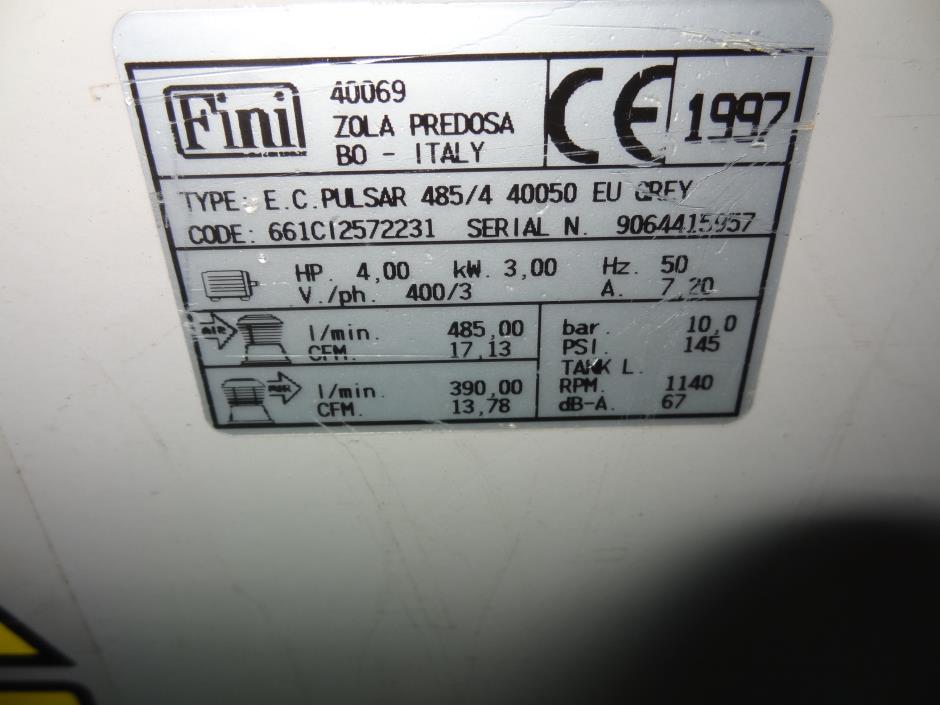 Fini
40069
ZOLA PREDOSA
BO - ITALY
CE
1997
TYPE: E.C.PULSAR 485/4 40050 EU GREY
CODE: 661CI2572231 SERIAL N. 9064415957
HP. 4,00 kW. 3,00 Hz. 50
V./ph. 400/3 A. 7,20
AIR
l/min. 485,00
CFM. 17,13
AIR
l/min. 390,00
CFM. 13,78
bar. 10,0
PSI. 145
TANK L.
RPM. 1140
dB-A. 67